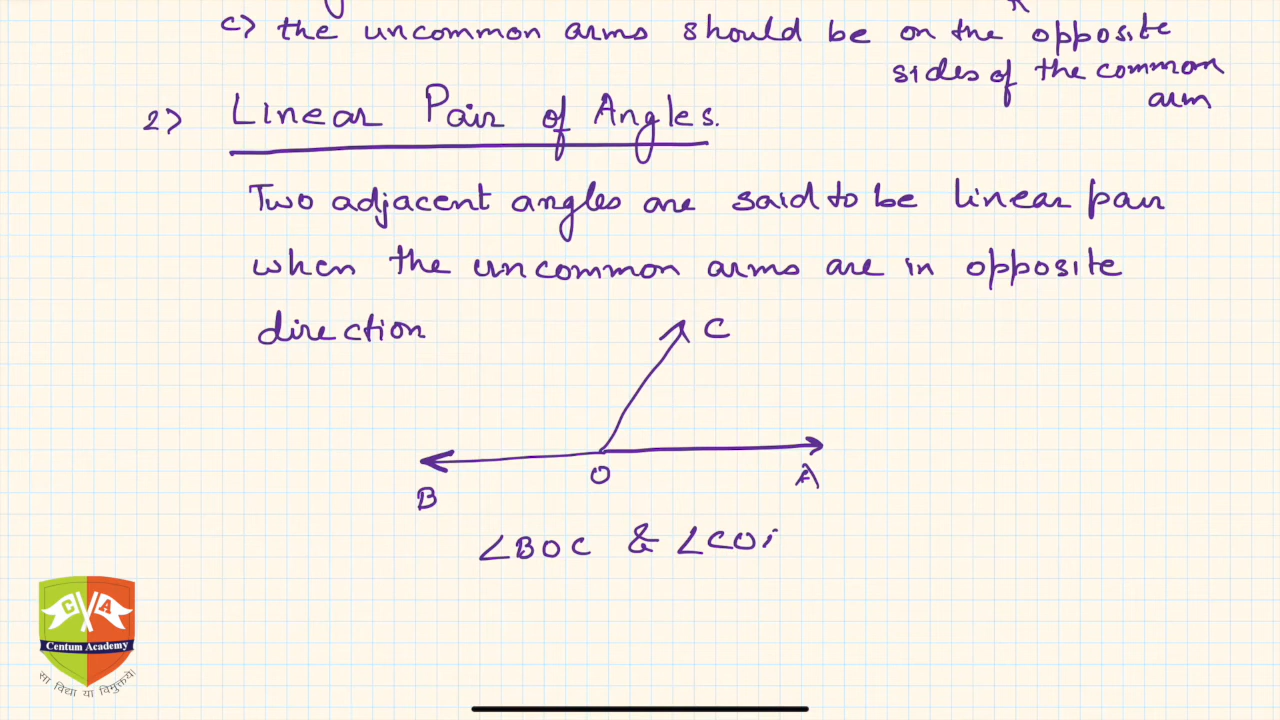 c) the uncommon arms should be on the opposite
sides of the common
arm
2) Linear Pair of Angles.
Two adjacent angles are said to be linear pair
when the uncommon arms are in opposite
direction
C
B
O
A
∠BOC & ∠CO
C A
Centum Academy
सा विद्या या विमुक्तये।